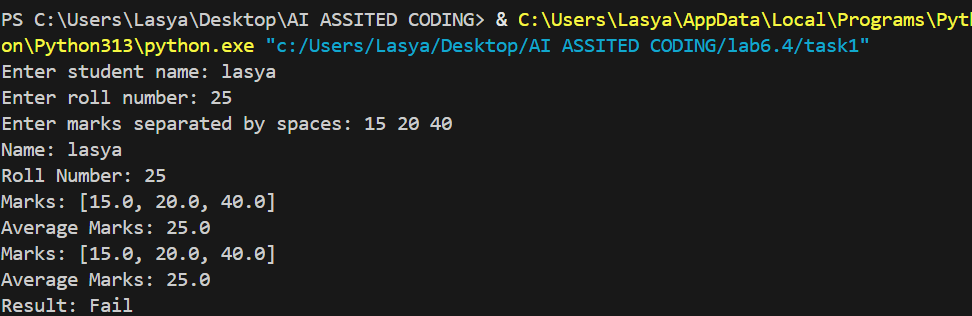 PS C:\Users\Lasya\Desktop\AI ASSITED CODING> & C:\Users\Lasya\AppData\Local\Programs\Pyth
on\Python313\python.exe "c:/Users/Lasya/Desktop/AI ASSITED CODING/lab6.4/task1"
Enter student name: lasya
Enter roll number: 25
Enter marks separated by spaces: 15 20 40
Name: lasya
Roll Number: 25
Marks: [15.0, 20.0, 40.0]
Average Marks: 25.0
Marks: [15.0, 20.0, 40.0]
Average Marks: 25.0
Result: Fail